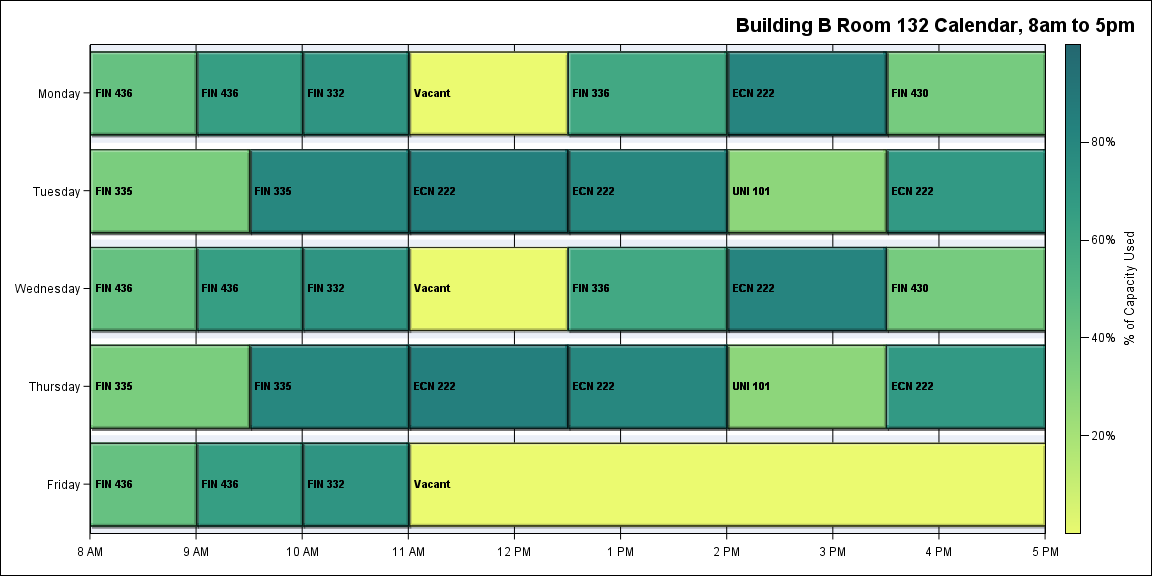 Building B Room 132 Calendar, 8am to 5pm
Monday
FIN 436
FIN 436
FIN 332
Vacant
FIN 336
ECN 222
FIN 430
Tuesday
FIN 335
FIN 335
ECN 222
ECN 222
UNI 101
ECN 222
Wednesday
FIN 436
FIN 436
FIN 332
Vacant
FIN 336
ECN 222
FIN 430
Thursday
FIN 335
FIN 335
ECN 222
ECN 222
UNI 101
ECN 222
Friday
FIN 436
FIN 436
FIN 332
Vacant
8 AM
9 AM
10 AM
11 AM
12 PM
1 PM
2 PM
3 PM
4 PM
5 PM
80%
60%
40%
20%
% of Capacity Used